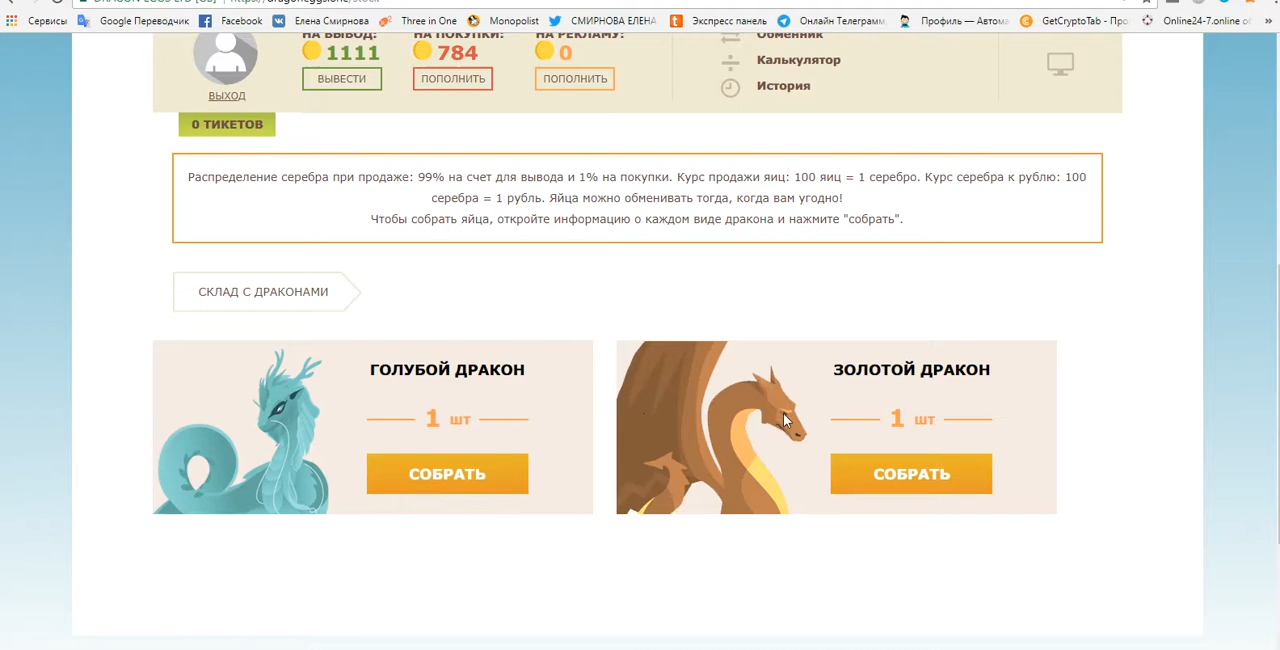 Сервисы Google Переводчик Facebook Елена Смирнова Three in One Monopolist СМИРНОВА ЕЛЕНА Экспресс панель Онлайн Телеграмм, Профиль — Автома GetCryptoTab - Про Online24-7.online of »
НА ВЫВОД: НА ПОКУПКИ: НА РЕКЛАМУ: Обменник
1111 784 0
Калькулятор
ВЫВЕСТИ ПОПОЛНИТЬ ПОПОЛНИТЬ
История
ВЫХОД
0 ТИКЕТОВ
Распределение серебра при продаже: 99% на счет для вывода и 1% на покупки. Курс продажи яиц: 100 яиц = 1 серебро. Курс серебра к рублю: 100
серебра = 1 рубль. Яйца можно обменивать тогда, когда вам угодно!
Чтобы собрать яйца, откройте информацию о каждом виде дракона и нажмите "собрать".
СКЛАД С ДРАКОНАМИ
ГОЛУБОЙ ДРАКОН
1 шт
СОБРАТЬ
ЗОЛОТОЙ ДРАКОН
1 шт
СОБРАТЬ